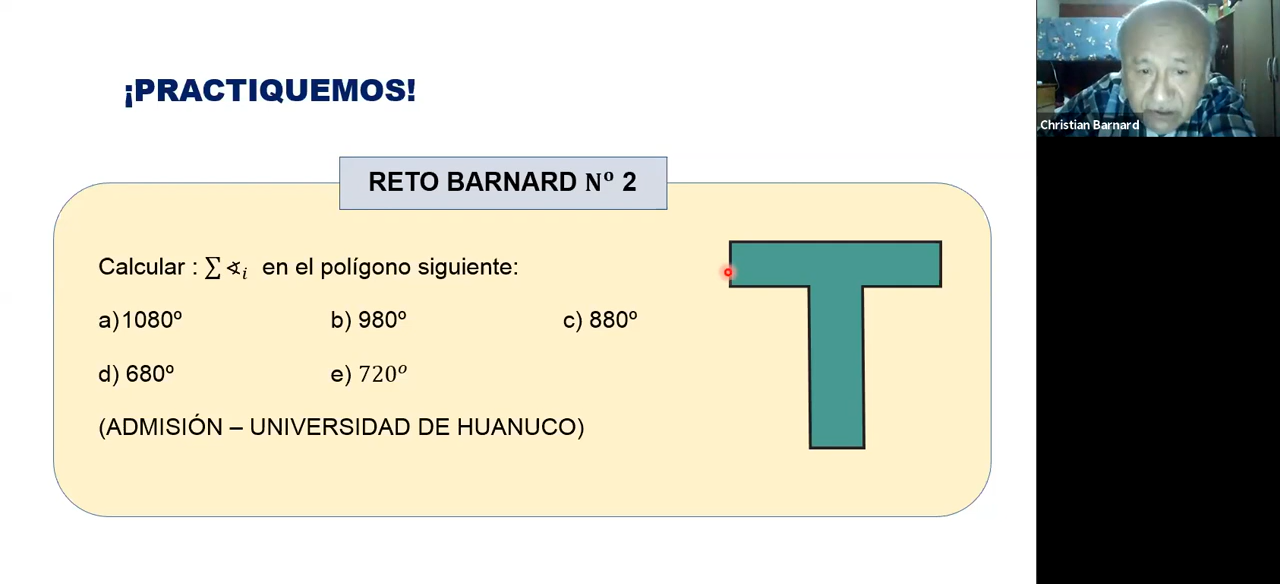 ¡PRACTIQUEMOS!
RETO BARNARD Nº 2
Calcular : ∑ ∢ᵢ en el polígono siguiente:
a)1080º b) 980º c) 880º
d) 680º e) 720º
(ADMISIÓN – UNIVERSIDAD DE HUANUCO)
Christian Barnard